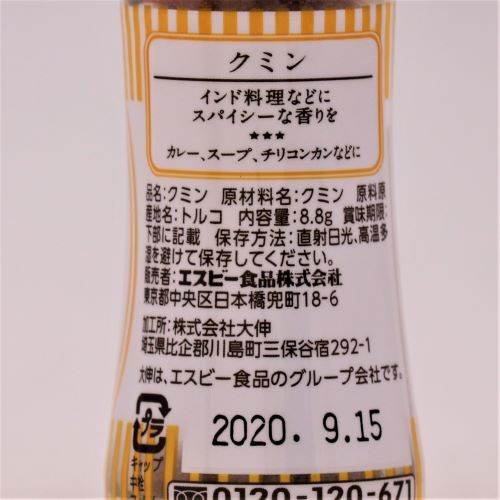 クミン
インド料理などに
スパイシーな香りを
★★★
カレー、スープ、チリコンカンなどに
品名:クミン 原材料名:クミン 原料原
産地名:トルコ 内容量:8.8g 賞味期限:
下部に記載 保存方法:直射日光、高温多
湿を避けて保存してください。
販売者:エスビー食品株式会社
東京都中央区日本橋兜町18-6
加工所:株式会社大伸
埼玉県比企郡川島町三保谷宿292-1
大伸は、エスビー食品のグループ会社です。
プラ
2020. 9.15
キャップ
中栓
0120-120-671